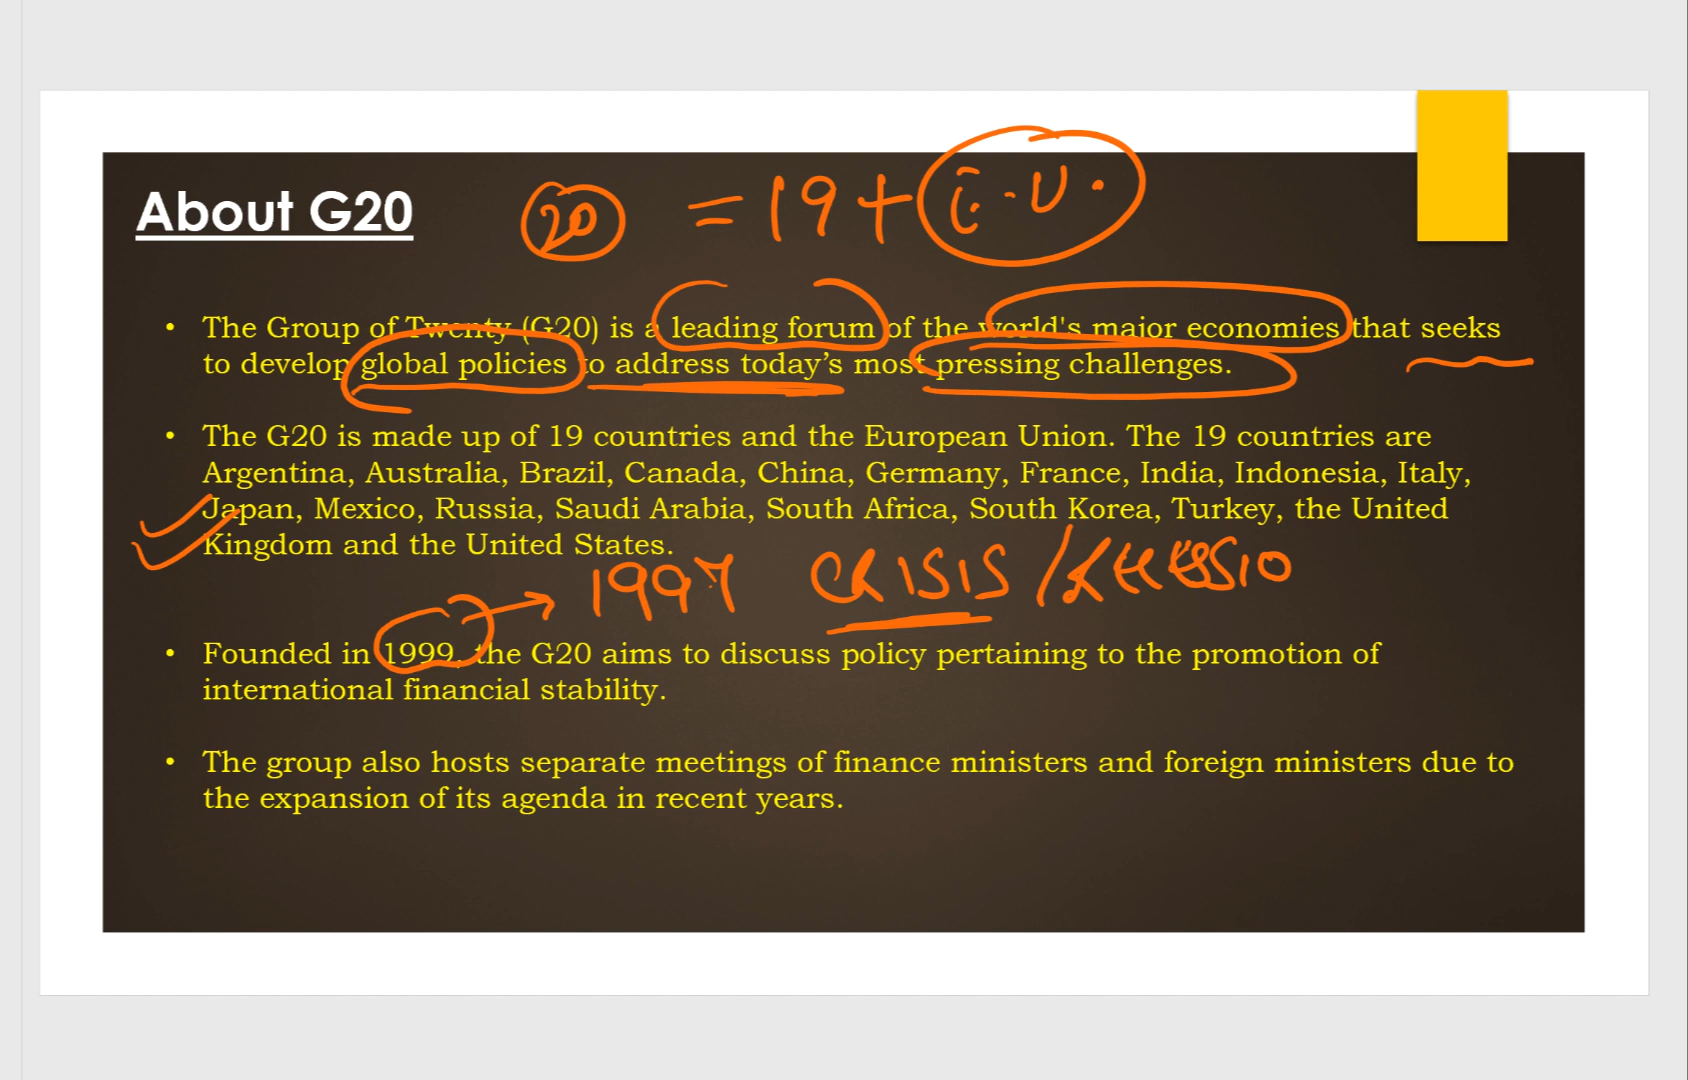 About G20
20 = 19 + E.U.
• The Group of Twenty (G20) is a leading forum of the world's major economies that seeks
to develop global policies to address today's most pressing challenges.
• The G20 is made up of 19 countries and the European Union. The 19 countries are
Argentina, Australia, Brazil, Canada, China, Germany, France, India, Indonesia, Italy,
Japan, Mexico, Russia, Saudi Arabia, South Africa, South Korea, Turkey, the United
Kingdom and the United States.
1997 CRISIS /
• Founded in 1999, the G20 aims to discuss policy pertaining to the promotion of
international financial stability.
• The group also hosts separate meetings of finance ministers and foreign ministers due to
the expansion of its agenda in recent years.